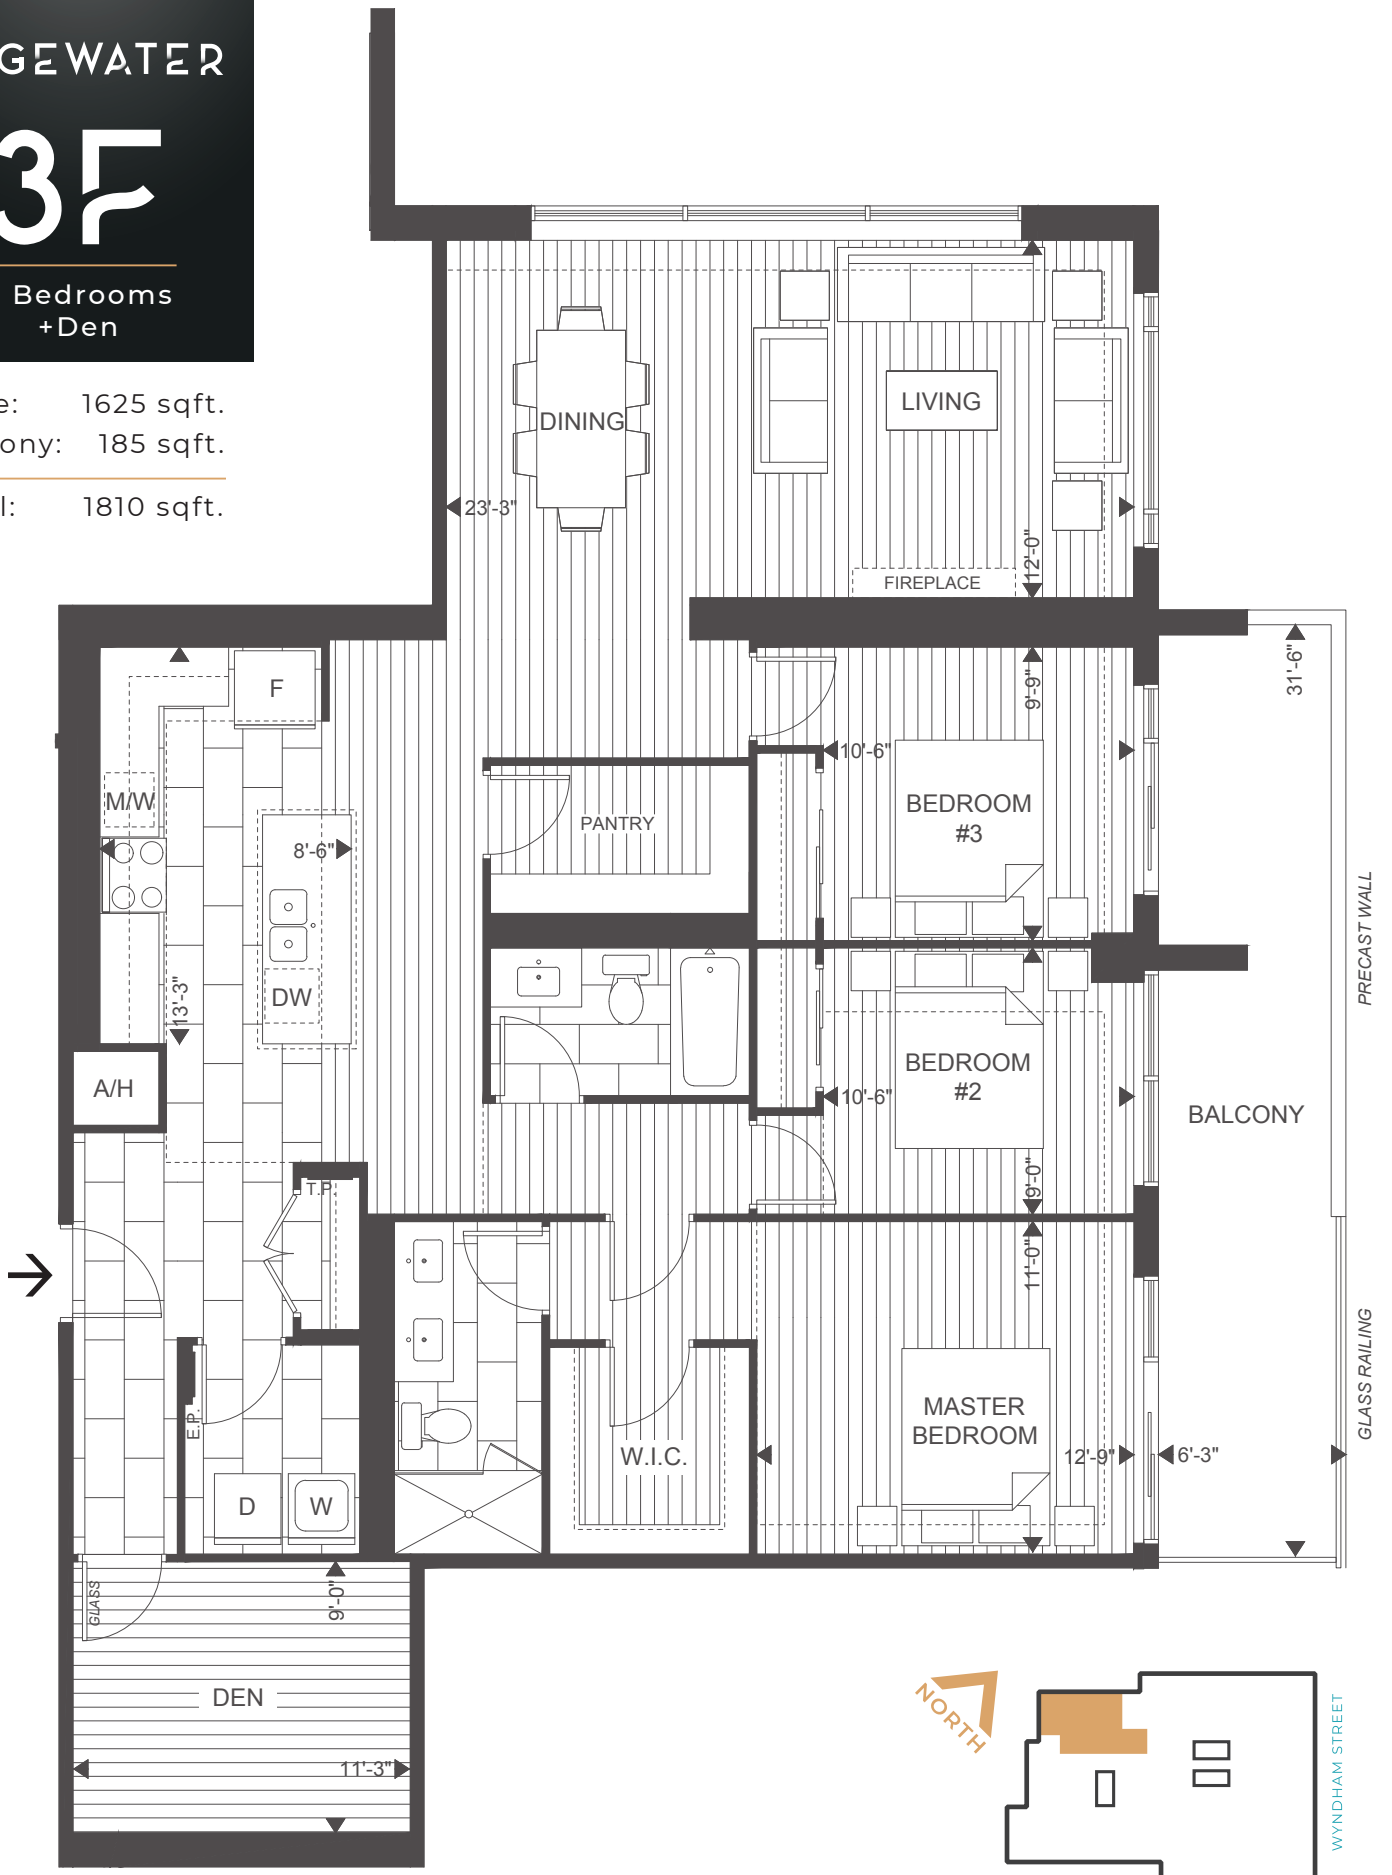 GEWATER
3F
Bedrooms
+Den
e: 1625 sqft.
ony: 185 sqft.
l: 1810 sqft.
DINING
LIVING
23'-3"
12'-0"
FIREPLACE
F
9'-9"
31'-6"
10'-6"
M/W
PANTRY
BEDROOM
#3
8'-6"
PRECAST WALL
13'-3"
DW
BEDROOM
#2
A/H
10'-6"
BALCONY
9'-0"
T.P.
11'-0"
GLASS RAILING
MASTER
BEDROOM
E.P.
W.I.C.
12'-9"
6'-3"
D
W
GLASS
9'-0"
DEN
11'-3"
NORTH
WYNDHAM STREET